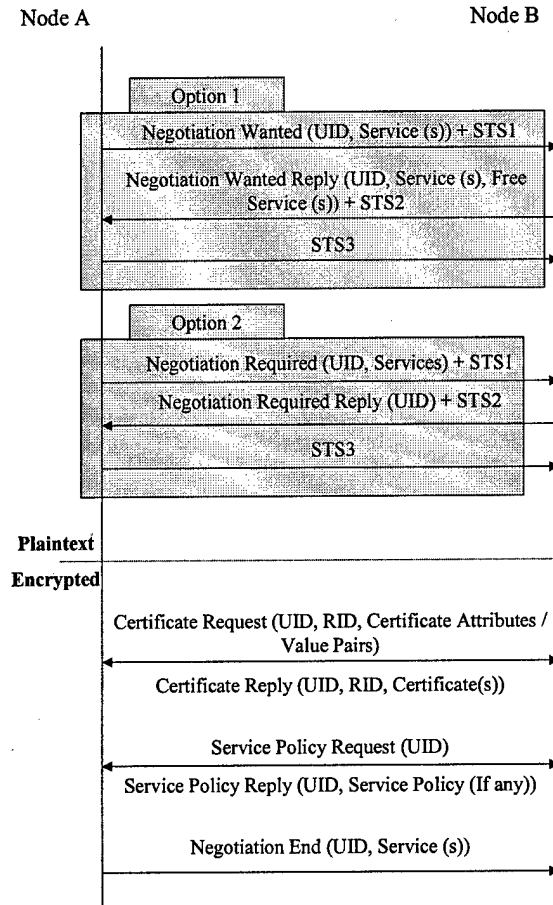 Node A
Node B
Option 1
Negotiation Wanted (UID, Service (s)) + STS1
Negotiation Wanted Reply (UID, Service (s), Free
Service (s)) + STS2
STS3
Option 2
Negotiation Required (UID, Services) + STS1
Negotiation Required Reply (UID) + STS2
STS3
Plaintext
Encrypted
Certificate Request (UID, RID, Certificate Attributes /
Value Pairs)
Certificate Reply (UID, RID, Certificate(s))
Service Policy Request (UID)
Service Policy Reply (UID, Service Policy (If any))
Negotiation End (UID, Service (s))